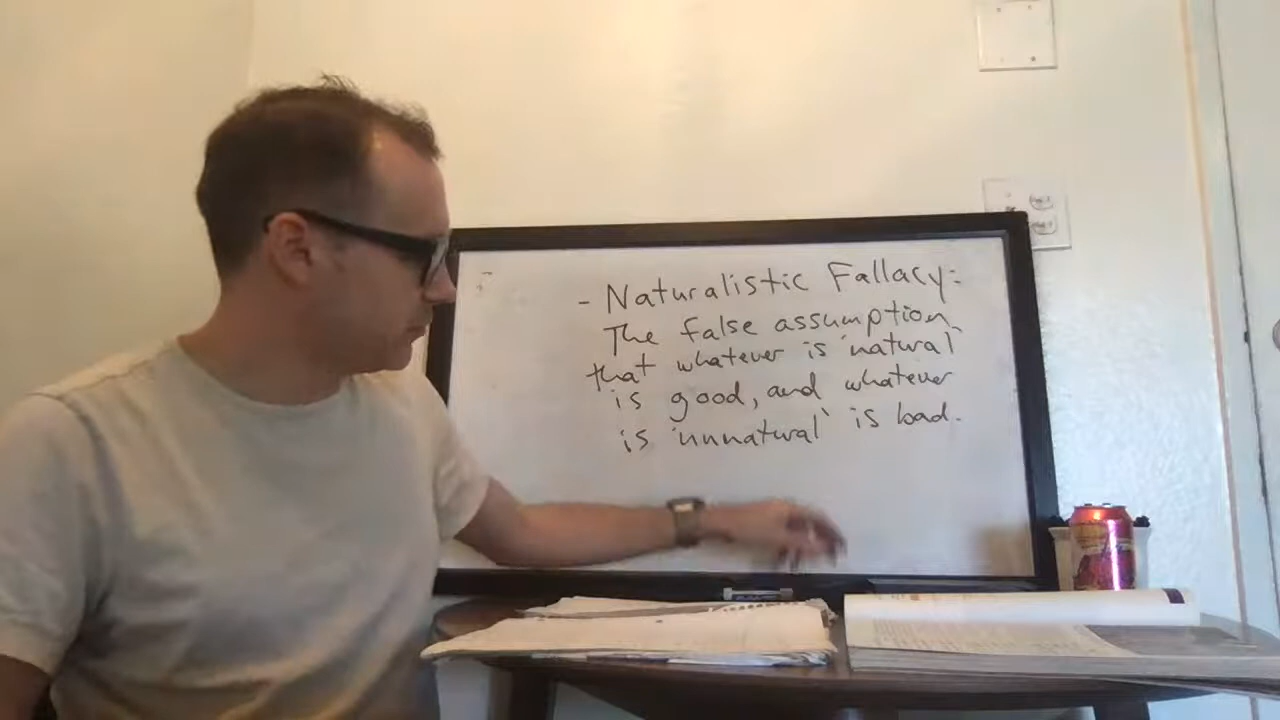 - Naturalistic Fallacy:
The false assumption
that whatever is 'natural'
is good, and whatever
is 'unnatural' is bad.